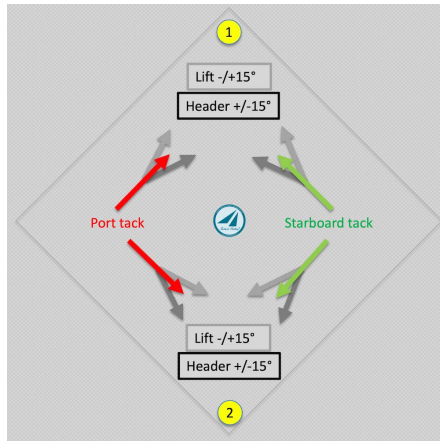 1
Lift -/+15°
Header +/-15°
Port tack
Starboard tack
Lift -/+15°
Header +/-15°
2